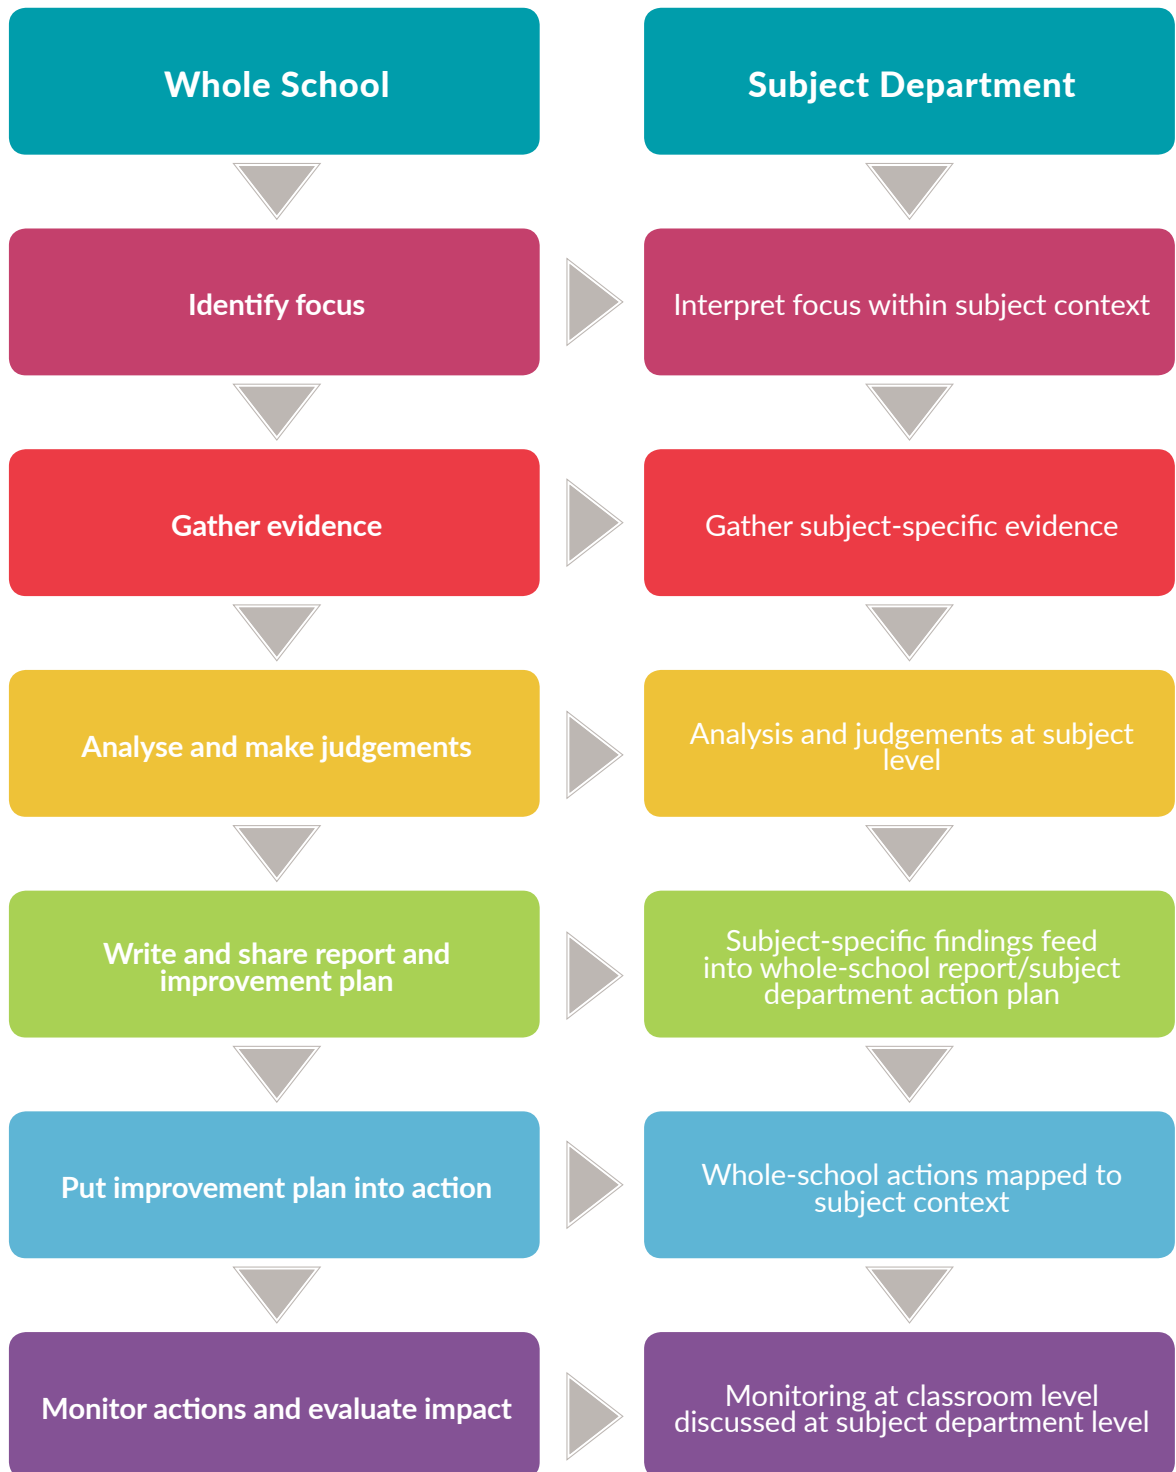 Whole School
Subject Department
Identify focus
Interpret focus within subject context
Gather evidence
Gather subject-specific evidence
Analyse and make judgements
Analysis and judgements at subject
level
Write and share report and
improvement plan
Subject-specific findings feed
into whole-school report/subject
department action plan
Put improvement plan into action
Whole-school actions mapped to
subject context
Monitor actions and evaluate impact
Monitoring at classroom level
discussed at subject department level